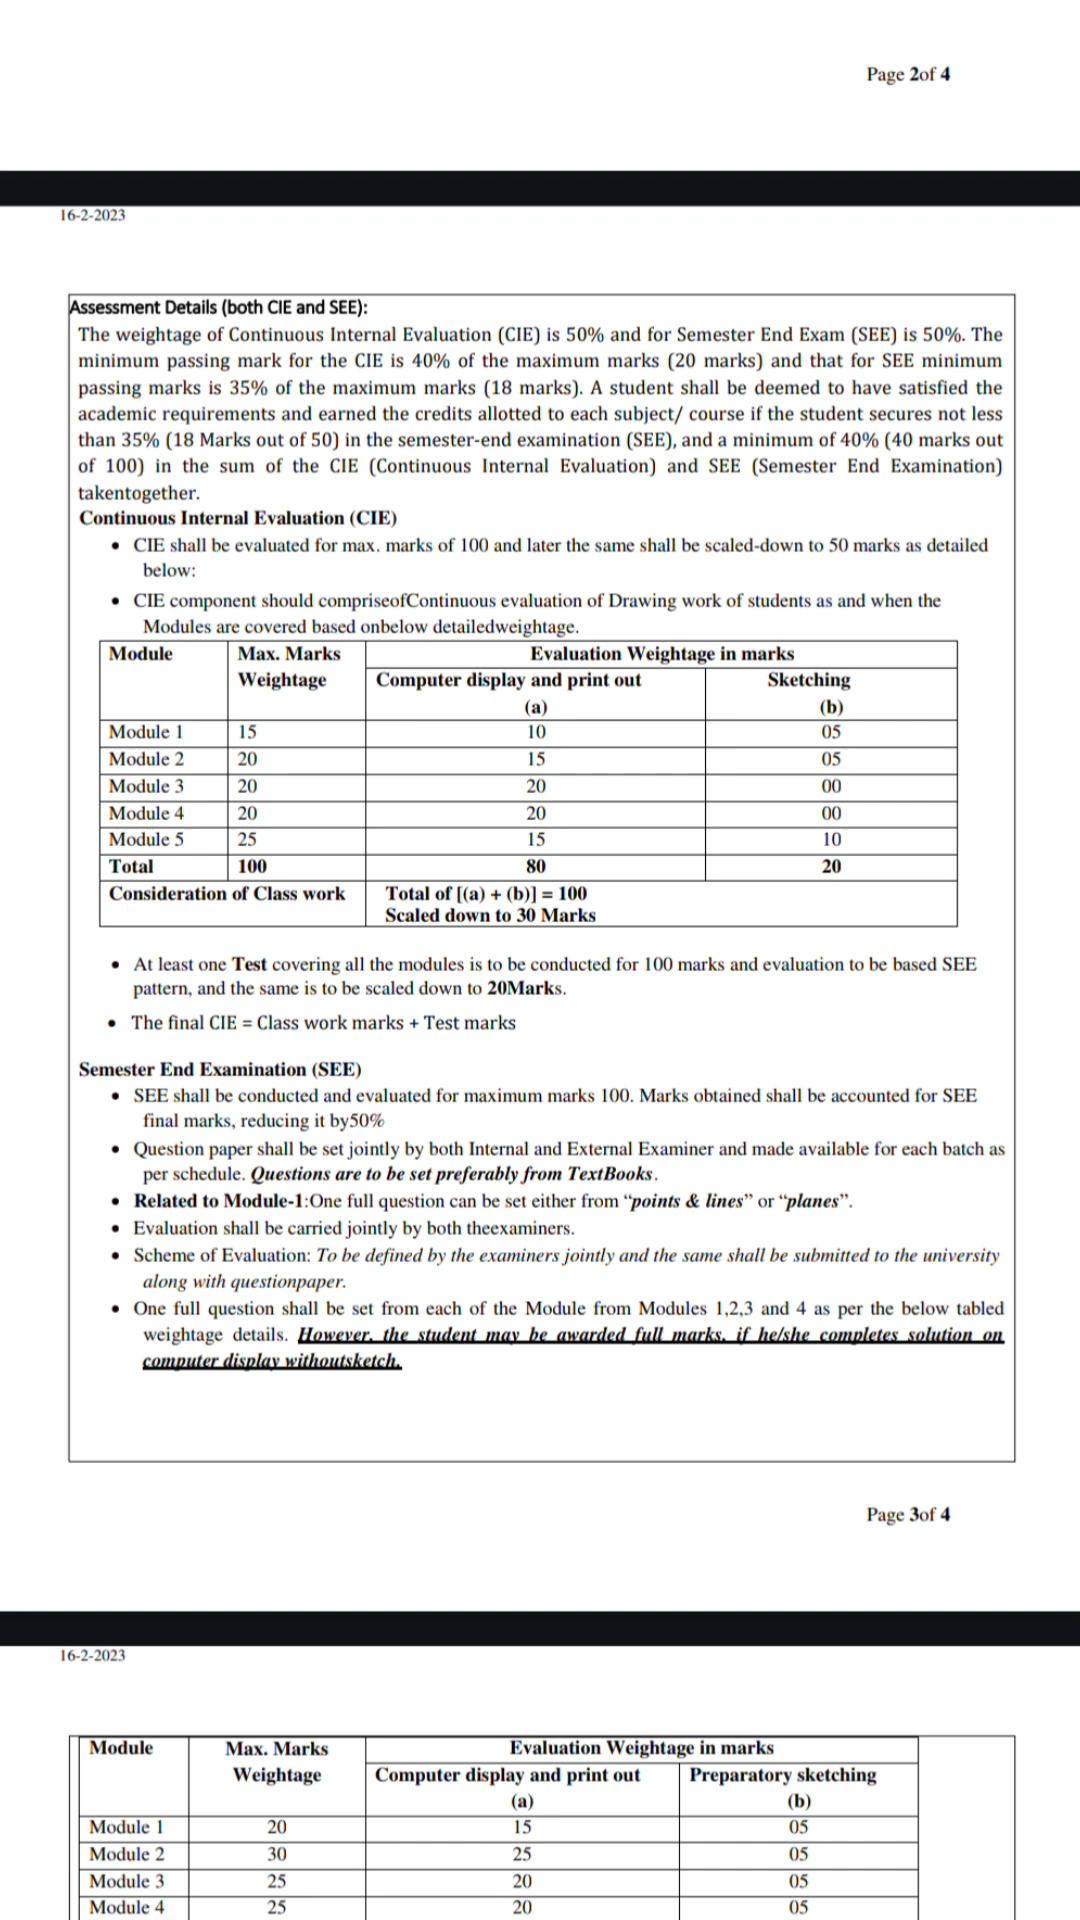 Page 2of 4
16-2-2023
Assessment Details (both CIE and SEE):
The weightage of Continuous Internal Evaluation (CIE) is 50% and for Semester End Exam (SEE) is 50%. The
minimum passing mark for the CIE is 40% of the maximum marks (20 marks) and that for SEE minimum
passing marks is 35% of the maximum marks (18 marks). A student shall be deemed to have satisfied the
academic requirements and earned the credits allotted to each subject/ course if the student secures not less
than 35% (18 Marks out of 50) in the semester-end examination (SEE), and a minimum of 40% (40 marks out
of 100) in the sum of the CIE (Continuous Internal Evaluation) and SEE (Semester End Examination)
takentogether.
Continuous Internal Evaluation (CIE)
• CIE shall be evaluated for max. marks of 100 and later the same shall be scaled-down to 50 marks as detailed
below:
• CIE component should compriseofContinuous evaluation of Drawing work of students as and when the
Modules are covered based onbelow detailedweightage.
Module Max. Marks Evaluation Weightage in marks
Weightage Computer display and print out Sketching
(a) (b)
Module 1 15 10 05
Module 2 20 15 05
Module 3 20 20 00
Module 4 20 20 00
Module 5 25 15 10
Total 100 80 20
Consideration of Class work Total of [(a) + (b)] = 100
Scaled down to 30 Marks
• At least one Test covering all the modules is to be conducted for 100 marks and evaluation to be based SEE
pattern, and the same is to be scaled down to 20Marks.
• The final CIE = Class work marks + Test marks
Semester End Examination (SEE)
• SEE shall be conducted and evaluated for maximum marks 100. Marks obtained shall be accounted for SEE
final marks, reducing it by50%
• Question paper shall be set jointly by both Internal and External Examiner and made available for each batch as
per schedule. Questions are to be set preferably from TextBooks.
• Related to Module-1:One full question can be set either from “points & lines” or “planes”.
• Evaluation shall be carried jointly by both theexaminers.
• Scheme of Evaluation: To be defined by the examiners jointly and the same shall be submitted to the university
along with questionpaper.
• One full question shall be set from each of the Module from Modules 1,2,3 and 4 as per the below tabled
weightage details. However, the student may be awarded full marks, if he/she completes solution on
computer display withoutsketch.
Page 3of 4
16-2-2023
Module Max. Marks Evaluation Weightage in marks
Weightage Computer display and print out Preparatory sketching
(a) (b)
Module 1 20 15 05
Module 2 30 25 05
Module 3 25 20 05
Module 4 25 20 05